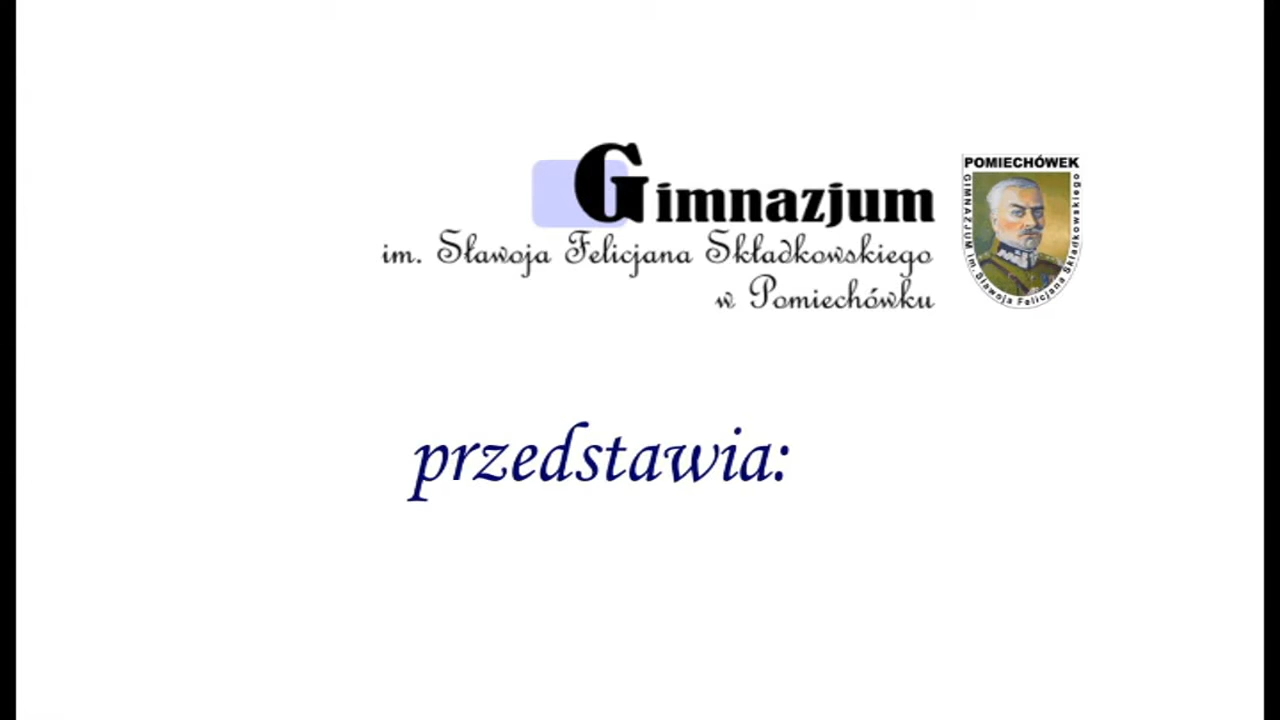 Gimnazjum
im. Sławoja Felicjana Składkowskiego
w Pomiechówku
POMIECHÓWEK
GIMNAZJUM im. Sławoja Felicjana Składkowskiego
przedstawia: